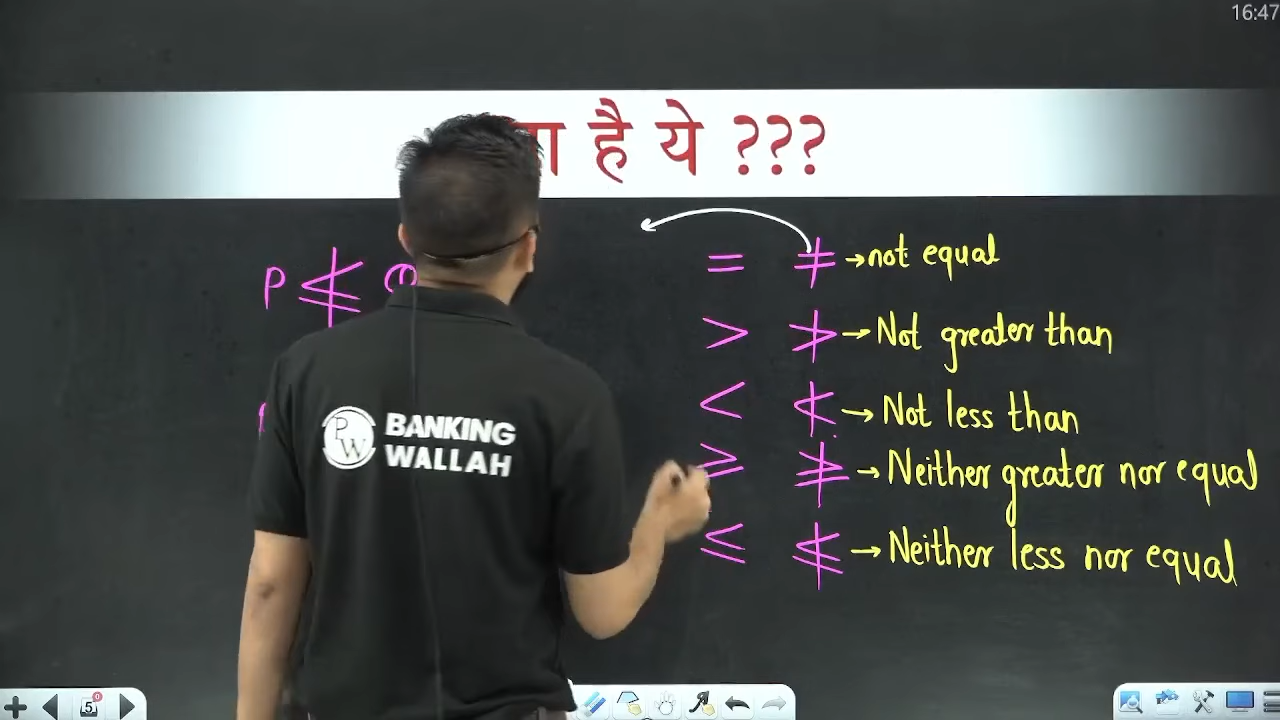 16:47
है ये ???
P ≰
= ≠ → not equal
> ≯ → Not greater than
< ≮ → Not less than
≥ ≱ → Neither greater nor equal
≤ ≰ → Neither less nor equal
PW BANKING
WALLAH
5